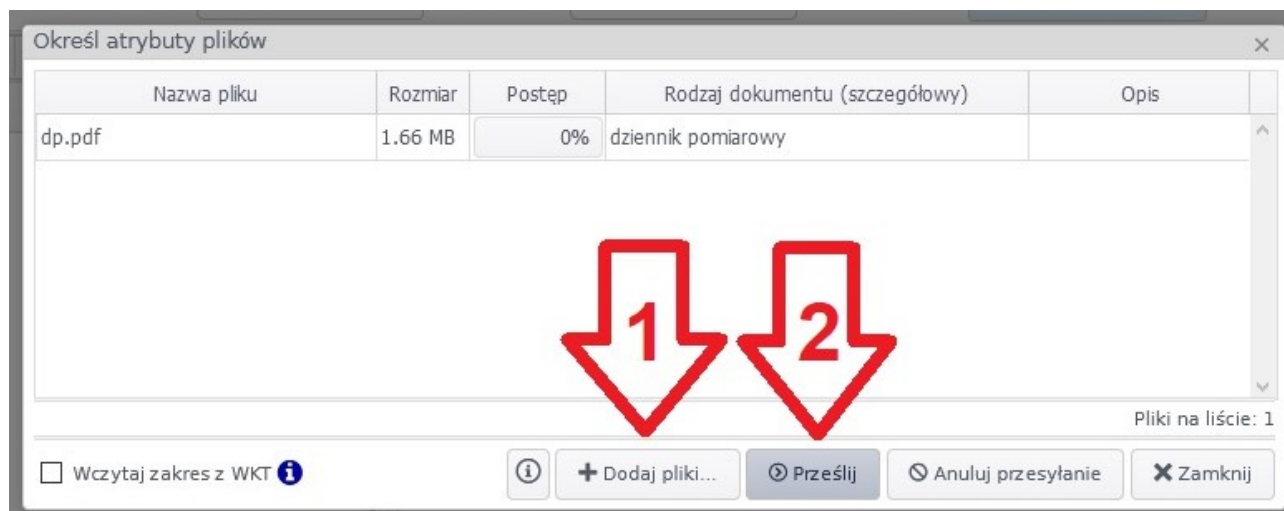 Określ atrybuty plików
Nazwa pliku Rozmiar Postęp Rodzaj dokumentu (szczegółowy) Opis
dp.pdf 1.66 MB 0% dziennik pomiarowy
1 2
Pliki na liście: 1
Wczytaj zakres z WKT Dodaj pliki... Prześlij Anuluj przesyłanie Zamknij